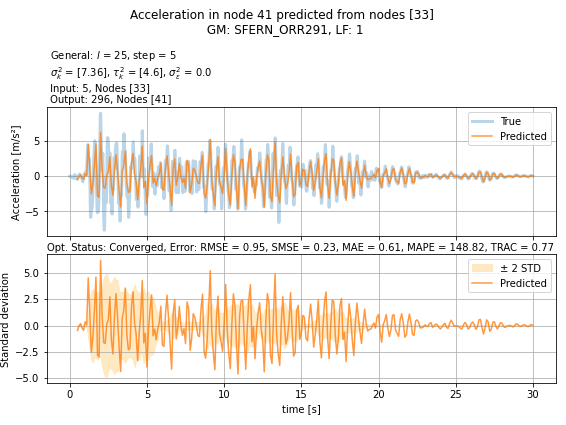 Acceleration in node 41 predicted from nodes [33]
GM: SFERN_ORR291, LF: 1
General: l = 25, step = 5
σ²ₖ = [7.36], τ²ₖ = [4.6], σ²ε = 0.0
Input: 5, Nodes [33]
Output: 296, Nodes [41]
Acceleration [m/s²]
5
0
−5
True
Predicted
Opt. Status: Converged, Error: RMSE = 0.95, SMSE = 0.23, MAE = 0.61, MAPE = 148.82, TRAC = 0.77
Standard deviation
5.0
2.5
0.0
−2.5
−5.0
± 2 STD
Predicted
0 5 10 15 20 25 30
time [s]